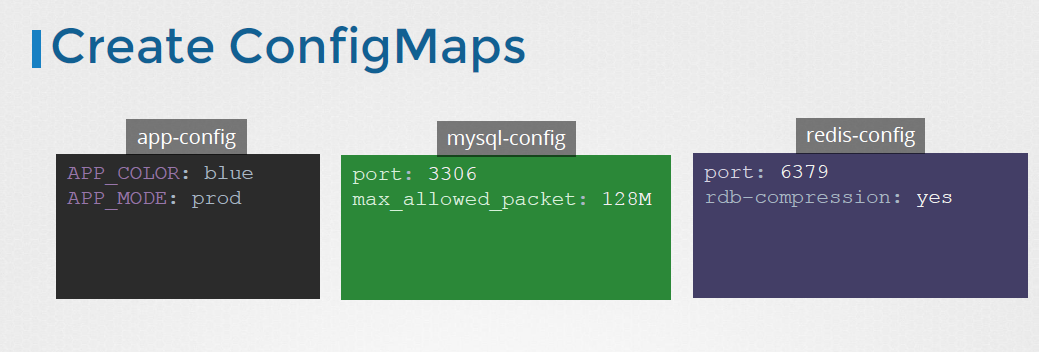 Create ConfigMaps
app-config
APP_COLOR: blue
APP_MODE: prod
mysql-config
port: 3306
max_allowed_packet: 128M
redis-config
port: 6379
rdb-compression: yes